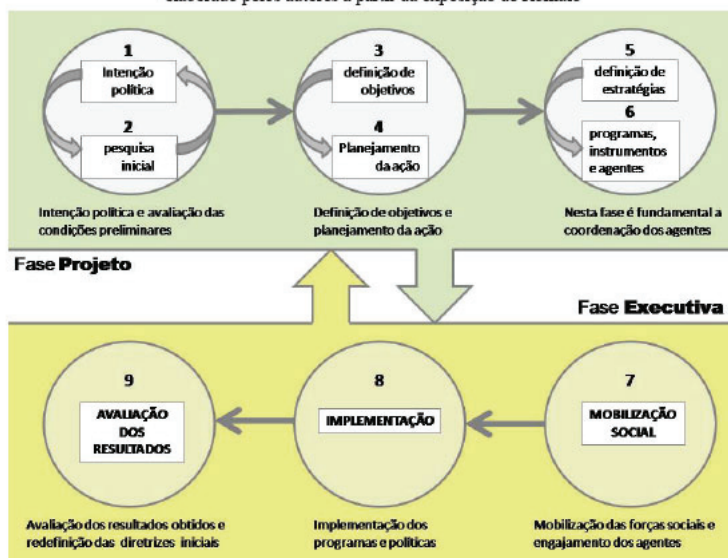 1
Intenção
política
2
pesquisa
inicial
3
definição de
objetivos
4
Planejamento
da ação
5
definição de
estratégias
6
programas,
instrumentos
e agentes
Intenção política e avaliação das
condições preliminares
Definição de objetivos e
planejamento da ação
Nesta fase é fundamental a
coordenação dos agentes
Fase Projeto
Fase Executiva
9
AVALIAÇÃO
DOS
RESULTADOS
8
IMPLEMENTAÇÃO
7
MOBILIZAÇÃO
SOCIAL
Avaliação dos resultados obtidos e
redefinição das diretrizes iniciais
Implementação dos
programas e políticas
Mobilização das forças sociais e
engajamento dos agentes